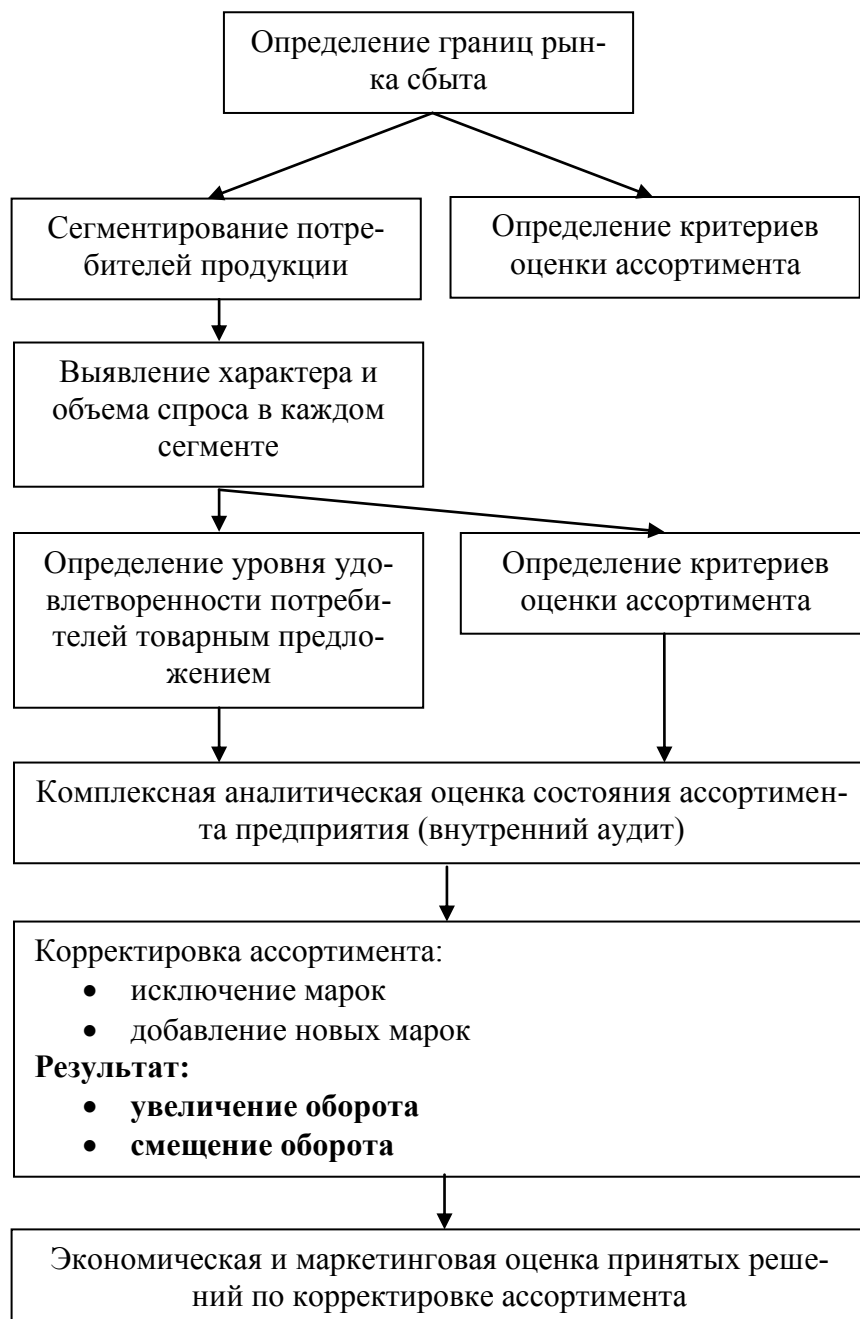 Определение границ рын-
ка сбыта
Сегментирование потре-
бителей продукции
Определение критериев
оценки ассортимента
Выявление характера и
объема спроса в каждом
сегменте
Определение уровня удо-
влетворенности потреби-
телей товарным предло-
жением
Определение критериев
оценки ассортимента
Комплексная аналитическая оценка состояния ассортимен-
та предприятия (внутренний аудит)
Корректировка ассортимента:
• исключение марок
• добавление новых марок
Результат:
• увеличение оборота
• смещение оборота
Экономическая и маркетинговая оценка принятых реше-
ний по корректировке ассортимента